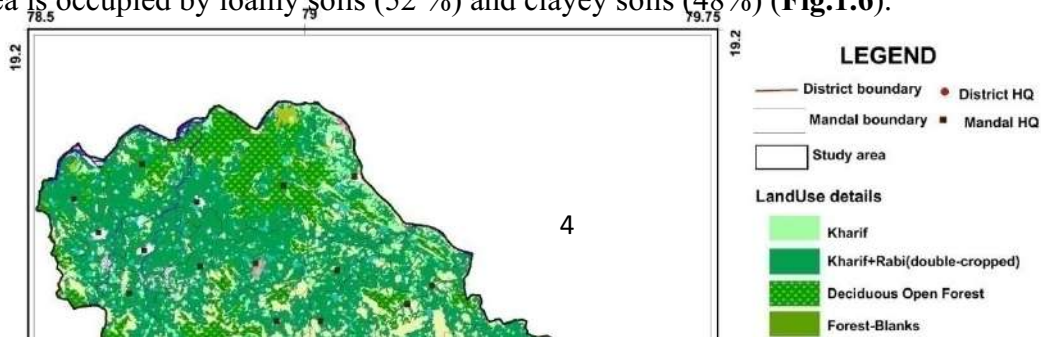 ea is occupied by loamy soils (52 %) and clayey soils (48%) (Fig.1.6).
78.5 79 79.75
19.2 19.2
LEGEND
District boundary District HQ
Mandal boundary Mandal HQ
Study area
LandUse details
4
Kharif
Kharif+Rabi(double-cropped)
Deciduous Open Forest
Forest-Blanks